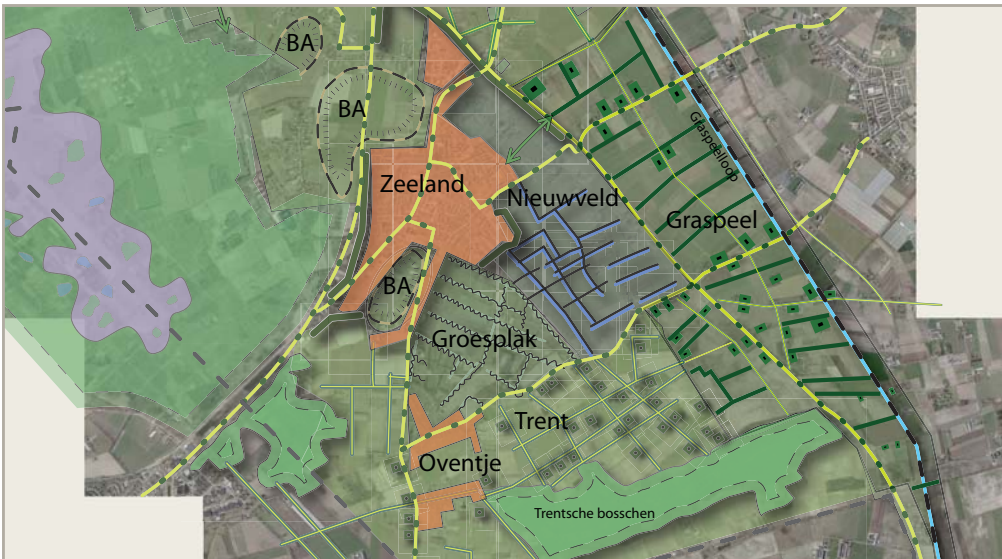 BA
BA
Zeeland
Nieuwveld
Graspeelloop
Graspeel
BA
Groesplak
Trent
Oventje
Trentsche bosschen